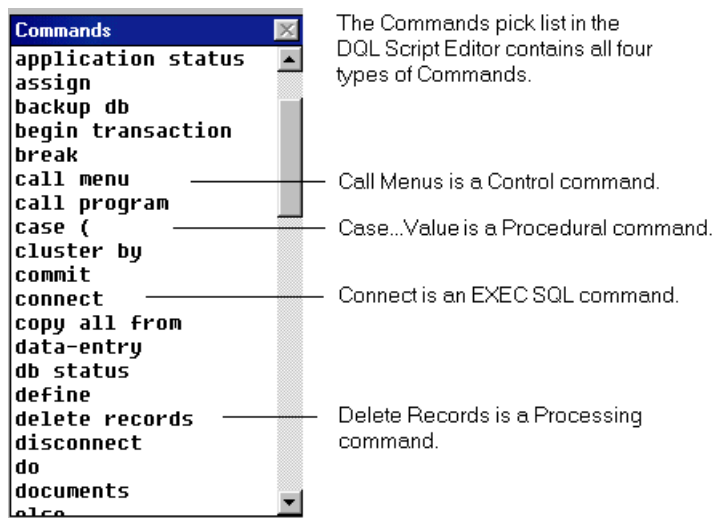 Commands
application status
assign
backup db
begin transaction
break
call menu
call program
case (
cluster by
commit
connect
copy all from
data-entry
db status
define
delete records
disconnect
do
documents
else
The Commands pick list in the
DQL Script Editor contains all four
types of Commands.
Call Menus is a Control command.
Case...Value is a Procedural command.
Connect is an EXEC SQL command.
Delete Records is a Processing
command.